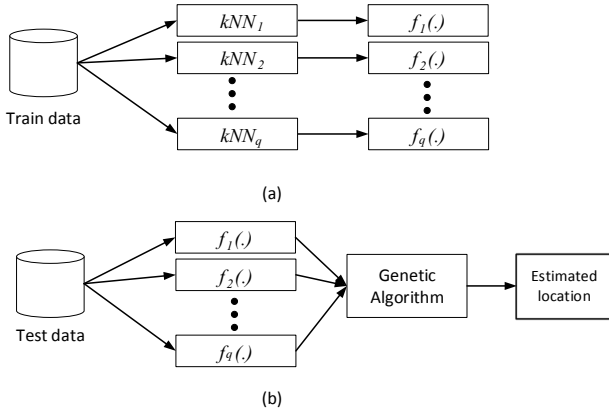 kNN1 f1(.)
kNN2 f2(.)
Train data
kNNq fq(.)
(a)
f1(.)
f2(.)
Genetic
Algorithm
Estimated
location
Test data
fq(.)
(b)